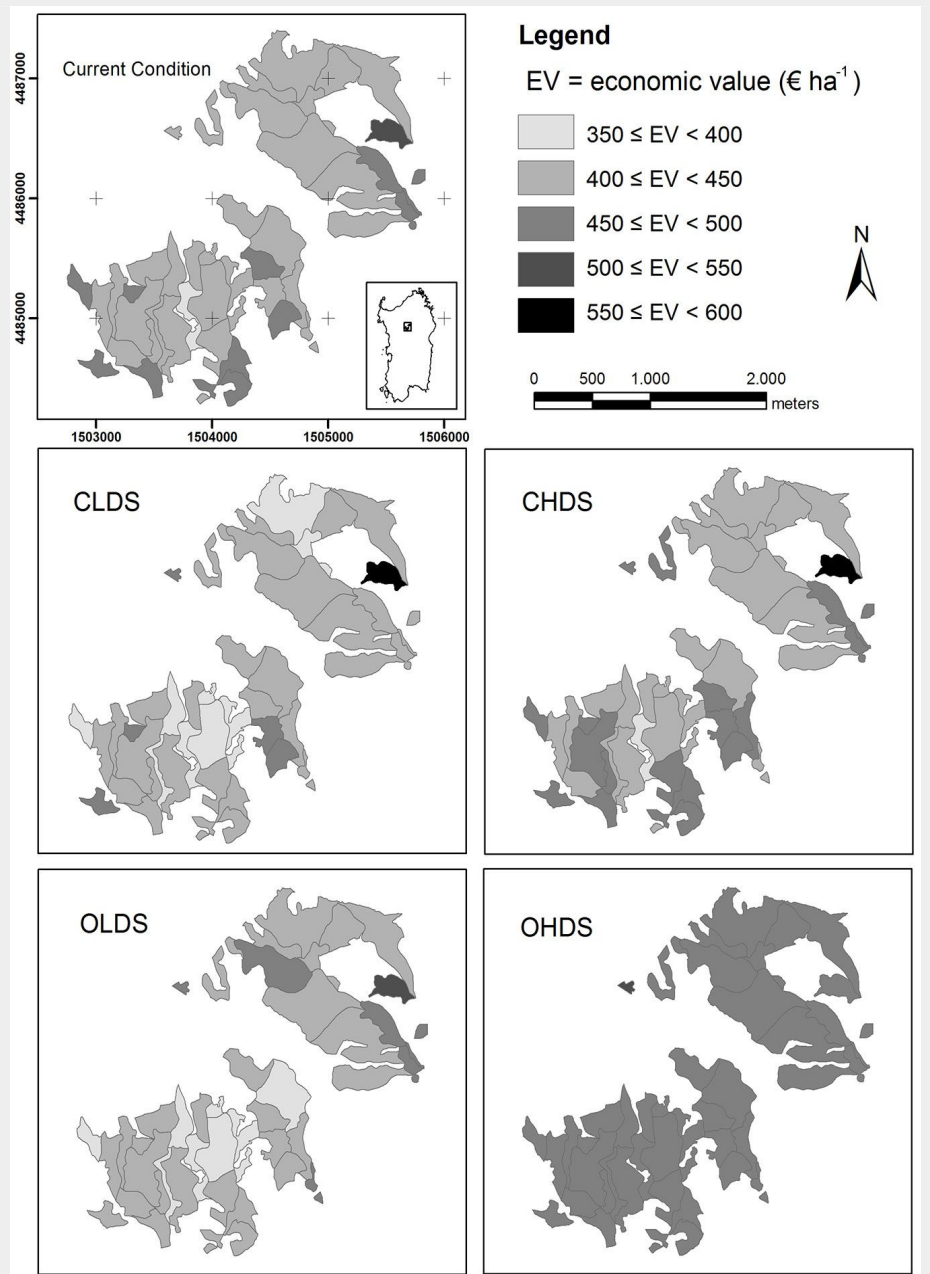 Current Condition
4487000
4486000
4485000
1503000
1504000
1505000
1506000
Legend
EV = economic value (€ ha⁻¹)
350 ≤ EV < 400
400 ≤ EV < 450
450 ≤ EV < 500
500 ≤ EV < 550
550 ≤ EV < 600
N
0 500 1.000 2.000
meters
CLDS
CHDS
OLDS
OHDS